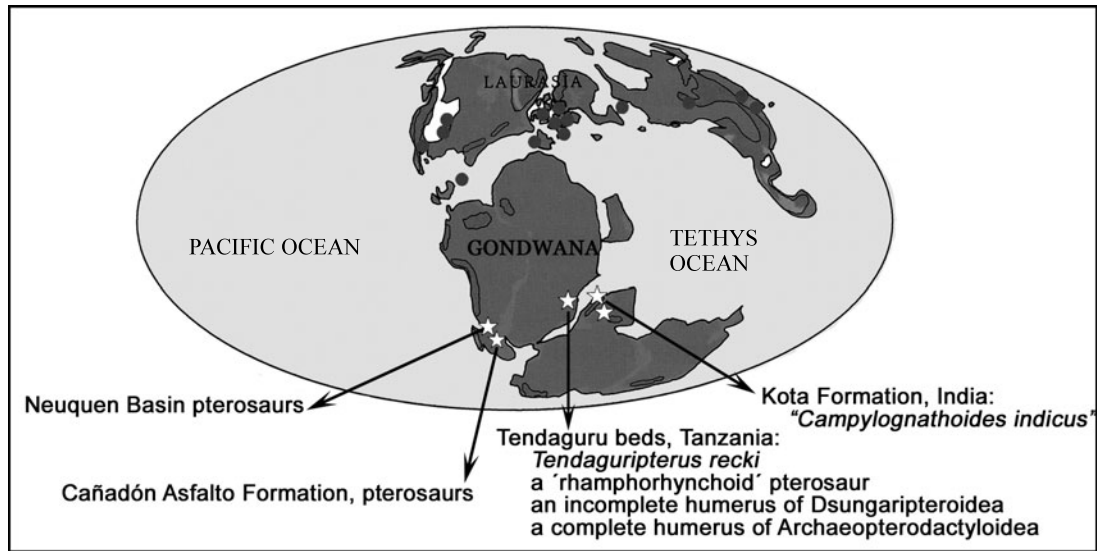 LAURASIA
PACIFIC OCEAN
GONDWANA
TETHYS
OCEAN
Neuquen Basin pterosaurs
Cañadón Asfalto Formation, pterosaurs
Tendaguru beds, Tanzania:
Tendaguripterus recki
a ´rhamphorhynchoid´ pterosaur
an incomplete humerus of Dsungaripteroidea
a complete humerus of Archaeopterodactyloidea
Kota Formation, India:
“Campylognathoides indicus”